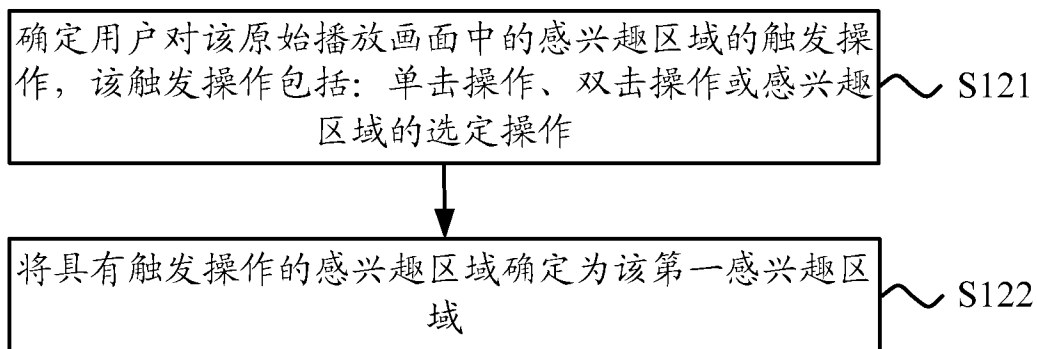 确定用户对该原始播放画面中的感兴趣区域的触发操
作，该触发操作包括：单击操作、双击操作或感兴趣
区域的选定操作
S121
将具有触发操作的感兴趣区域确定为该第一感兴趣区
域
S122